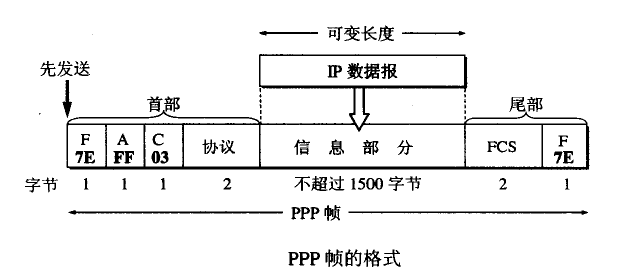 可变长度
先发送
IP 数据报
首部
尾部
F A C
7E FF 03 协议 信息部分 FCS F 7E
字节 1 1 1 2 不超过 1500 字节 2 1
PPP 帧
PPP 帧的格式